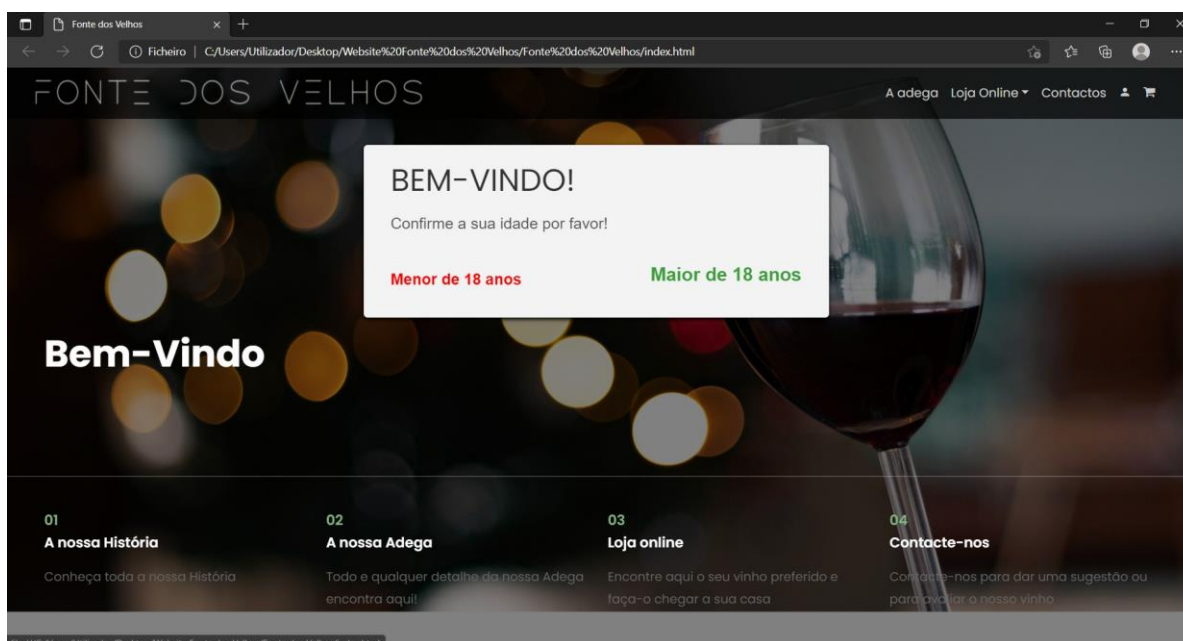 Fonte dos Velhos
Ficheiro | C:/Users/Utilizador/Desktop/Website%20Fonte%20dos%20Velhos/Fonte%20dos%20Velhos/index.html
FONTE DOS VELHOS
A adega Loja Online Contactos
BEM-VINDO!
Confirme a sua idade por favor!
Menor de 18 anos Maior de 18 anos
Bem-Vindo
01 02 03 04
A nossa História A nossa Adega Loja online Contacte-nos
Conheça toda a nossa História Todo e qualquer detalhe da nossa Adega Encontre aqui o seu vinho preferido e Contacte-nos para dar uma sugestão ou
encontra aqui! faça-o chegar a sua casa para avaliar o nosso vinho